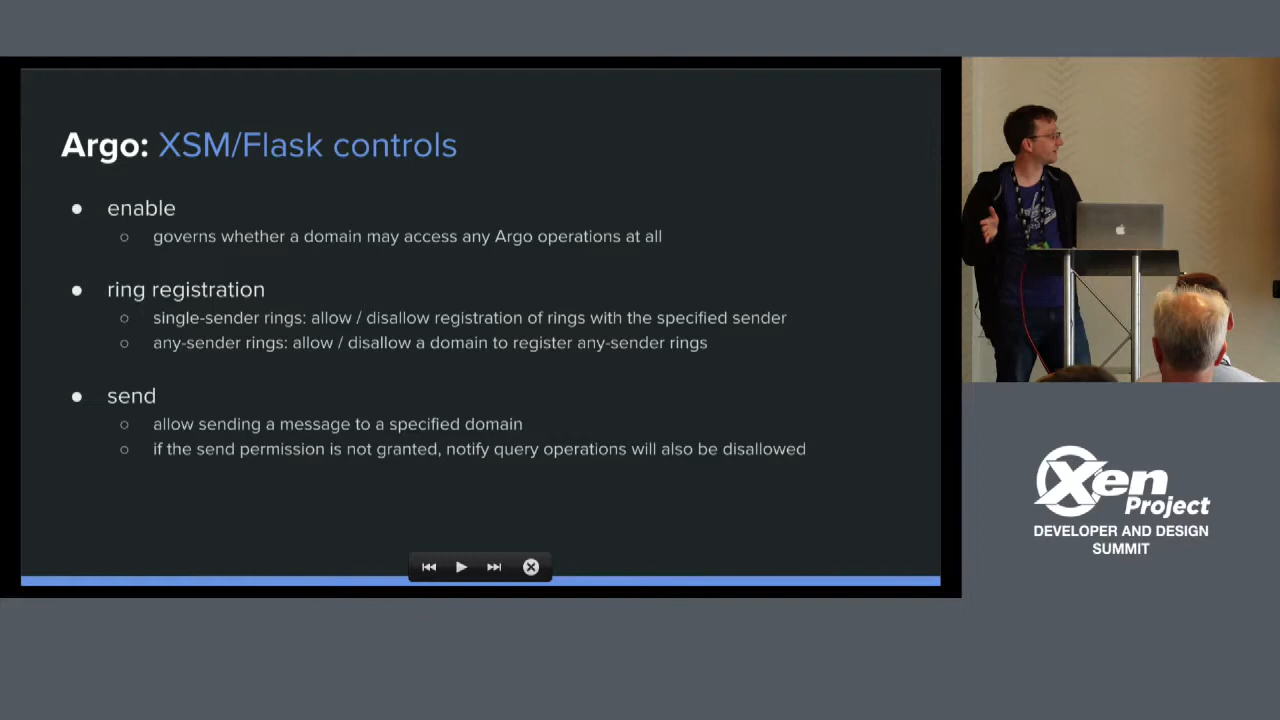 Argo: XSM/Flask controls
● enable
○ governs whether a domain may access any Argo operations at all
● ring registration
○ single-sender rings: allow / disallow registration of rings with the specified sender
○ any-sender rings: allow / disallow a domain to register any-sender rings
● send
○ allow sending a message to a specified domain
○ if the send permission is not granted, notify query operations will also be disallowed
Xen
Project
DEVELOPER AND DESIGN
SUMMIT